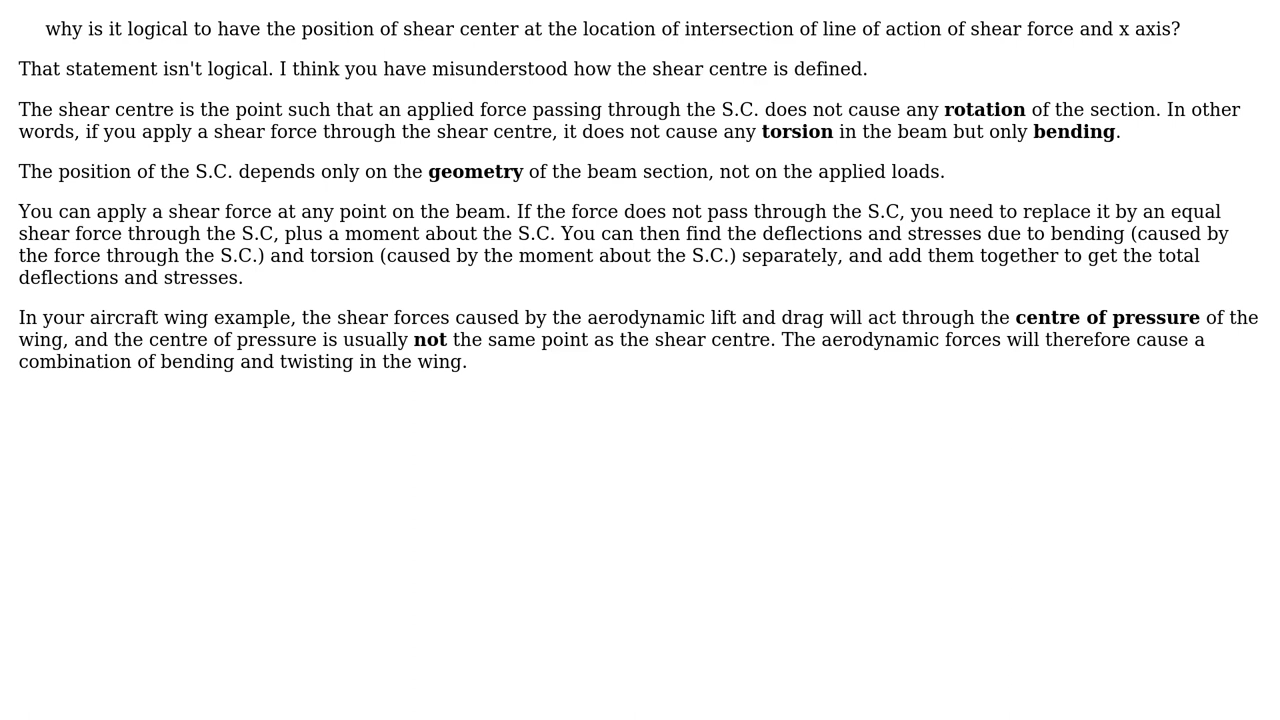 why is it logical to have the position of shear center at the location of intersection of line of action of shear force and x axis?
That statement isn't logical. I think you have misunderstood how the shear centre is defined.
The shear centre is the point such that an applied force passing through the S.C. does not cause any rotation of the section. In other
words, if you apply a shear force through the shear centre, it does not cause any torsion in the beam but only bending.
The position of the S.C. depends only on the geometry of the beam section, not on the applied loads.
You can apply a shear force at any point on the beam. If the force does not pass through the S.C, you need to replace it by an equal
shear force through the S.C, plus a moment about the S.C. You can then find the deflections and stresses due to bending (caused by
the force through the S.C.) and torsion (caused by the moment about the S.C.) separately, and add them together to get the total
deflections and stresses.
In your aircraft wing example, the shear forces caused by the aerodynamic lift and drag will act through the centre of pressure of the
wing, and the centre of pressure is usually not the same point as the shear centre. The aerodynamic forces will therefore cause a
combination of bending and twisting in the wing.